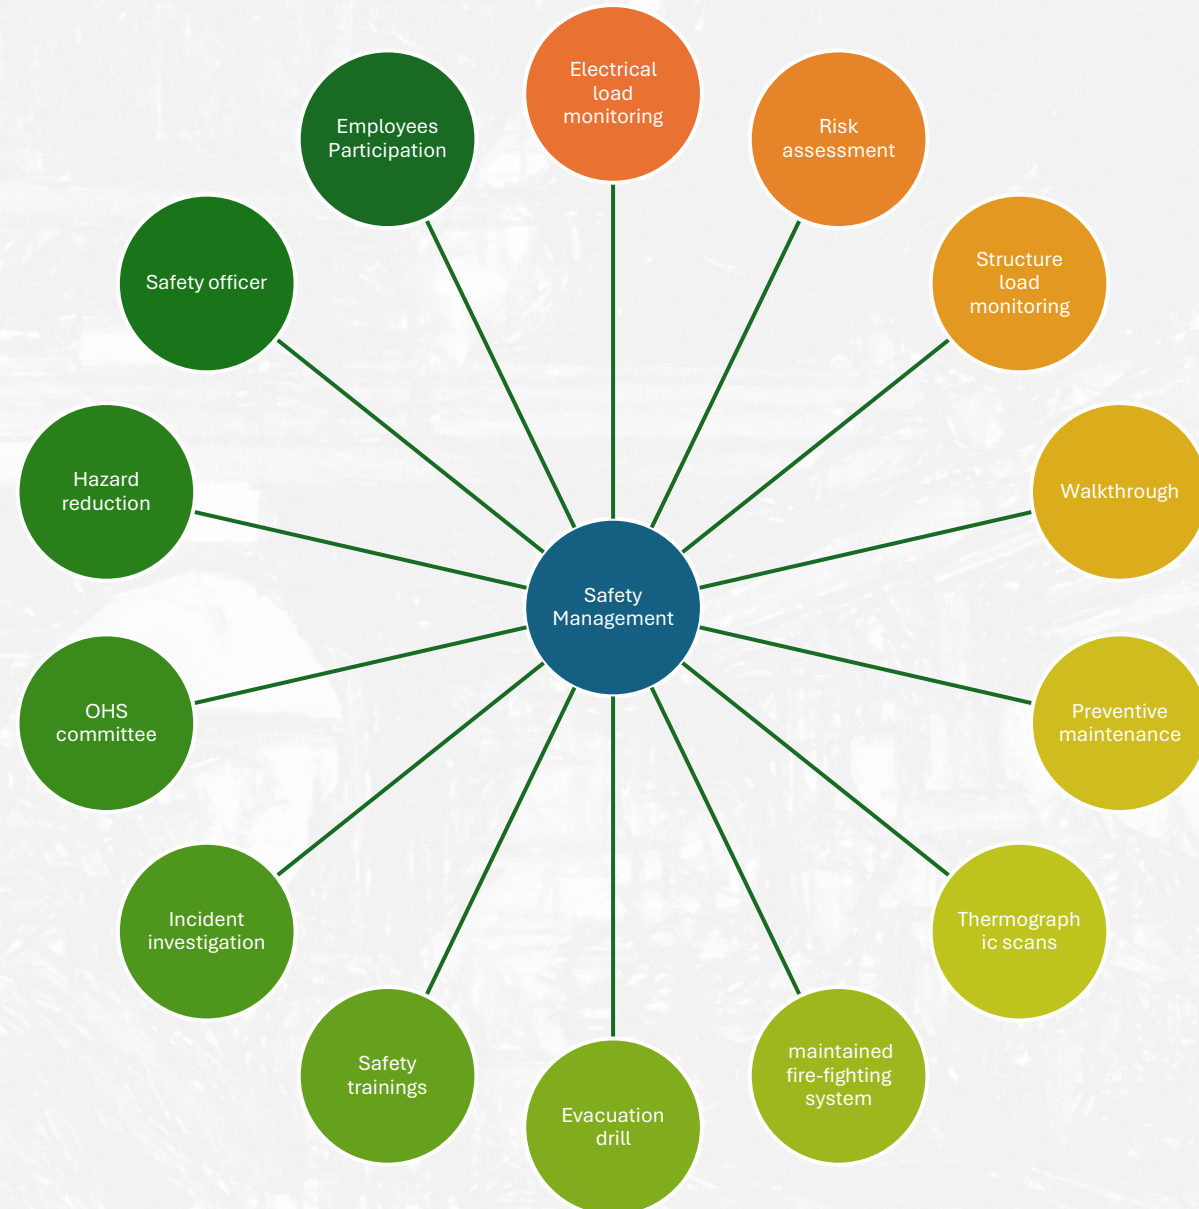 Electrical
load
monitoring
Risk
assessment
Structure
load
monitoring
Walkthrough
Preventive
maintenance
Thermograph
ic scans
maintained
fire-fighting
system
Evacuation
drill
Safety
trainings
Incident
investigation
OHS
committee
Hazard
reduction
Safety officer
Employees
Participation
Safety
Management